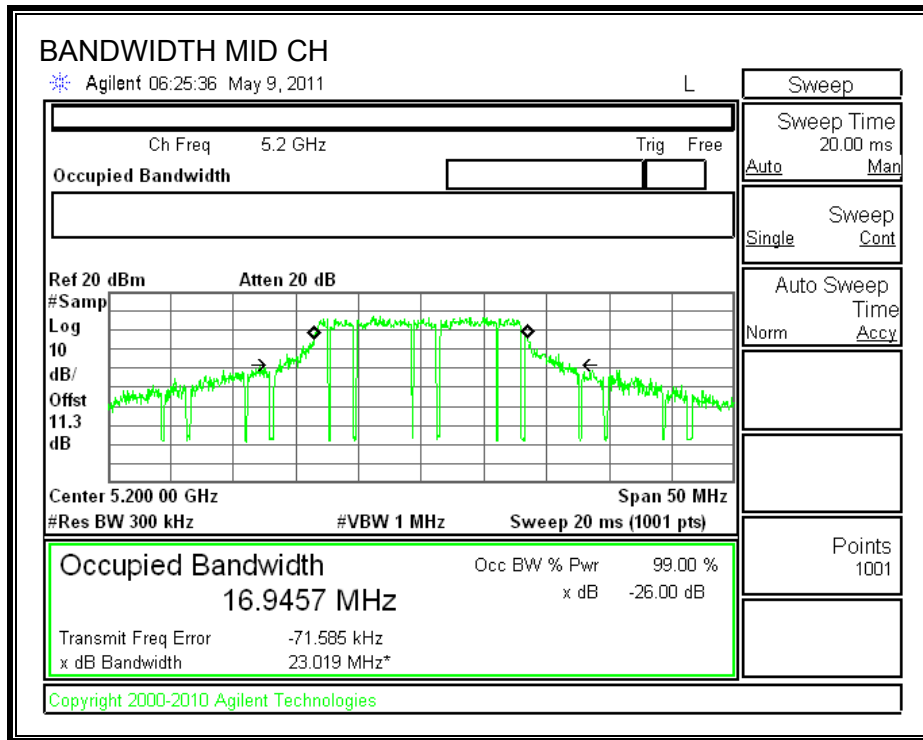 BANDWIDTH MID CH
Agilent 06:25:36 May 9, 2011 L
Ch Freq 5.2 GHz Trig Free
Occupied Bandwidth
Ref 20 dBm Atten 20 dB
#Samp
Log
10
dB/
Offst
11.3
dB
Center 5.200 00 GHz Span 50 MHz
#Res BW 300 kHz #VBW 1 MHz Sweep 20 ms (1001 pts)
Occupied Bandwidth Occ BW % Pwr 99.00 %
16.9457 MHz x dB -26.00 dB
Transmit Freq Error -71.585 kHz
x dB Bandwidth 23.019 MHz*
Copyright 2000-2010 Agilent Technologies
Sweep
Sweep Time
20.00 ms
Auto Man
Sweep
Single Cont
Auto Sweep
Time
Norm Accy
Points
1001